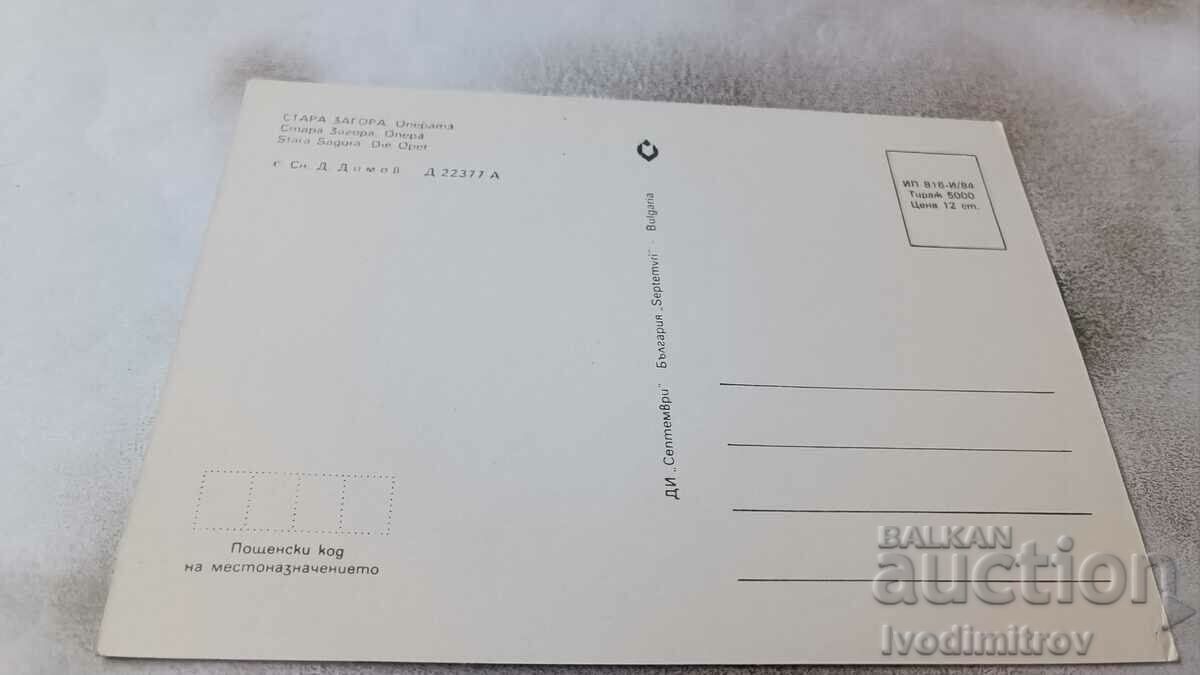 СТАРА ЗАГОРА. Операта
Стара Загора. Опера
Stara Sagora. Die Oper
Сн. Д. Димов Д 22377 А
ДИ „Септември" България „Septemvri" - Bulgaria
ИП 816-И/84
Тираж 5000
Цена 12 ст.
Пощенски код
на местоназначението
BALKAN
auction
Ivodimitrov